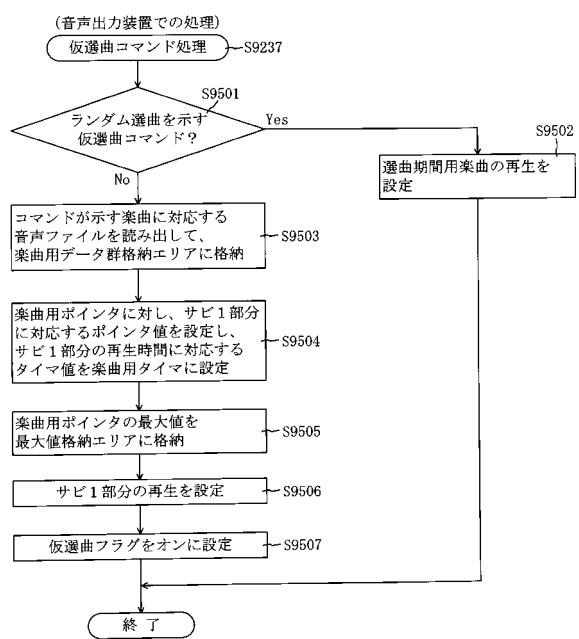 (音声出力装置での処理)
仮選曲コマンド処理
S9237
S9501
ランダム選曲を示す
仮選曲コマンド?
Yes
No
S9502
選曲期間用楽曲の再生を
設定
コマンドが示す楽曲に対応する
音声ファイルを読み出して、
楽曲用データ群格納エリアに格納
S9503
楽曲用ポインタに対し、サビ1部分
に対応するポインタ値を設定し、
サビ1部分の再生時間に対応する
タイマ値を楽曲用タイマに設定
S9504
楽曲用ポインタの最大値を
最大値格納エリアに格納
S9505
サビ1部分の再生を設定
S9506
仮選曲フラグをオンに設定
S9507
終了